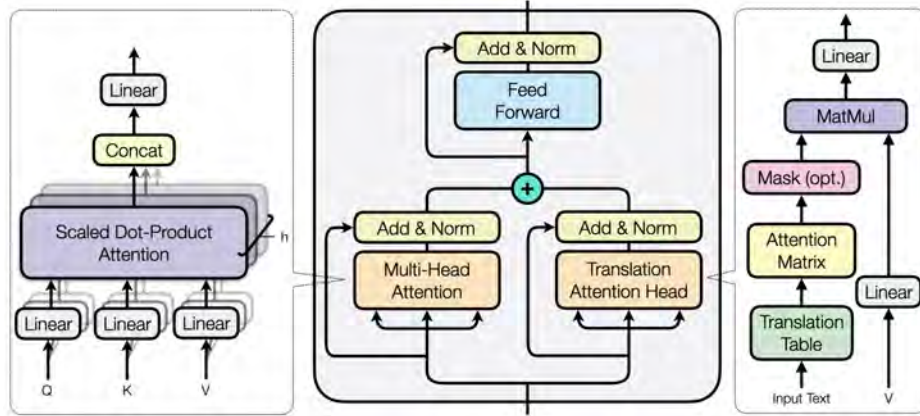 Linear
Concat
Scaled Dot-Product
Attention
h
Linear
Linear
Linear
Q
K
V
Add & Norm
Feed
Forward
+
Add & Norm
Add & Norm
Multi-Head
Attention
Translation
Attention Head
Linear
MatMul
Mask (opt.)
Attention
Matrix
Linear
Translation
Table
Input Text
V